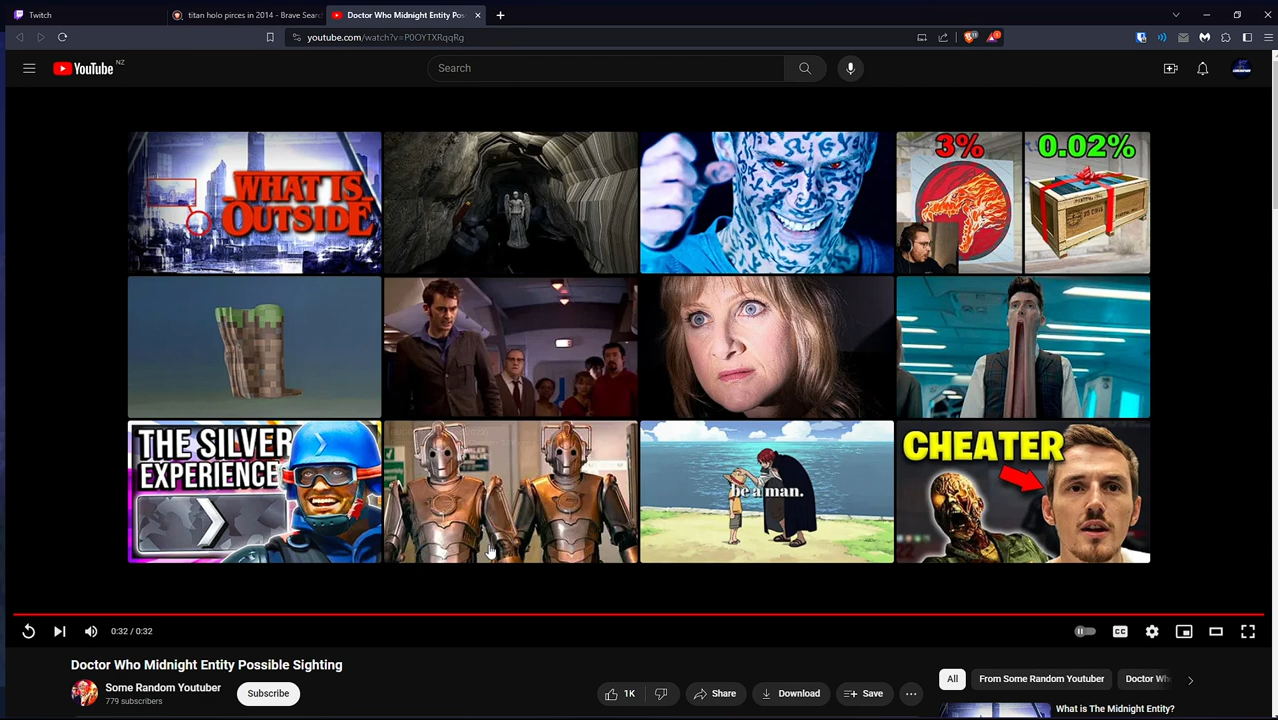 Twitch
titan holo pirces in 2014 - Brave Searc
Doctor Who Midnight Entity Pos
youtube.com/watch?v=P0OYTXRqqRg
YouTube NZ
Search
WHAT IS
OUTSIDE
3%
0.02%
THE SILVER
EXPERIENCE
be a man.
CHEATER
22
0:32 / 0:32
CC
Doctor Who Midnight Entity Possible Sighting
Some Random Youtuber
779 subscribers
Subscribe
1K
Share
Download
Save
All
From Some Random Youtuber
Doctor Wh
What is The Midnight Entity?